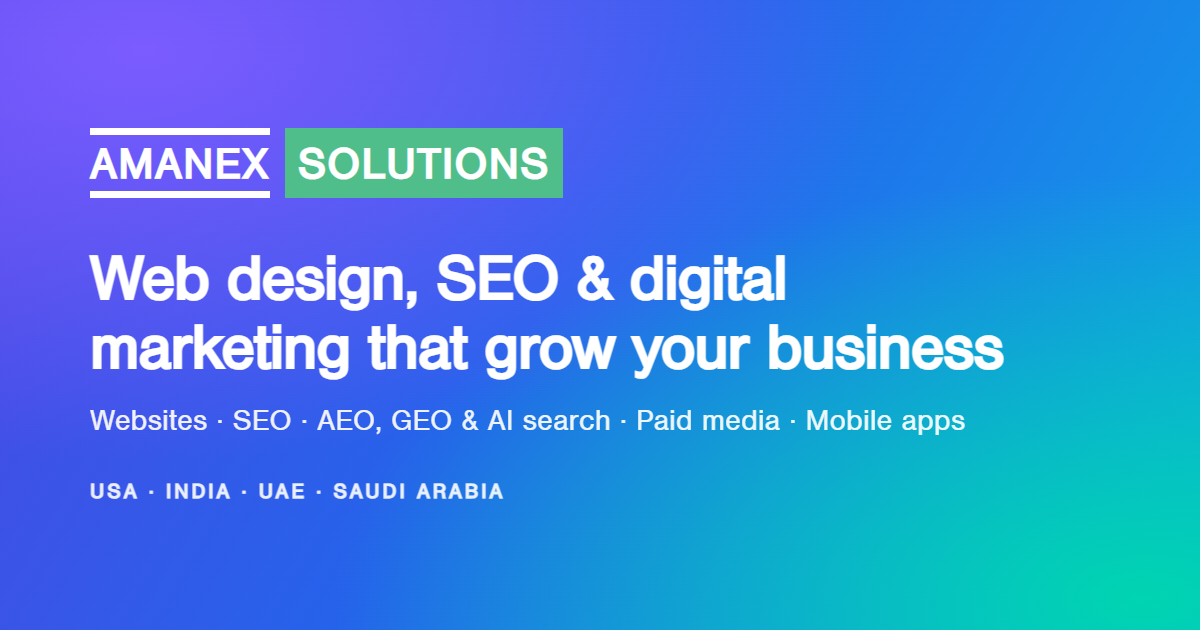 AMANEX SOLUTIONS
Web design, SEO & digital
marketing that grow your business
Websites · SEO · AEO, GEO & AI search · Paid media · Mobile apps
USA · INDIA · UAE · SAUDI ARABIA